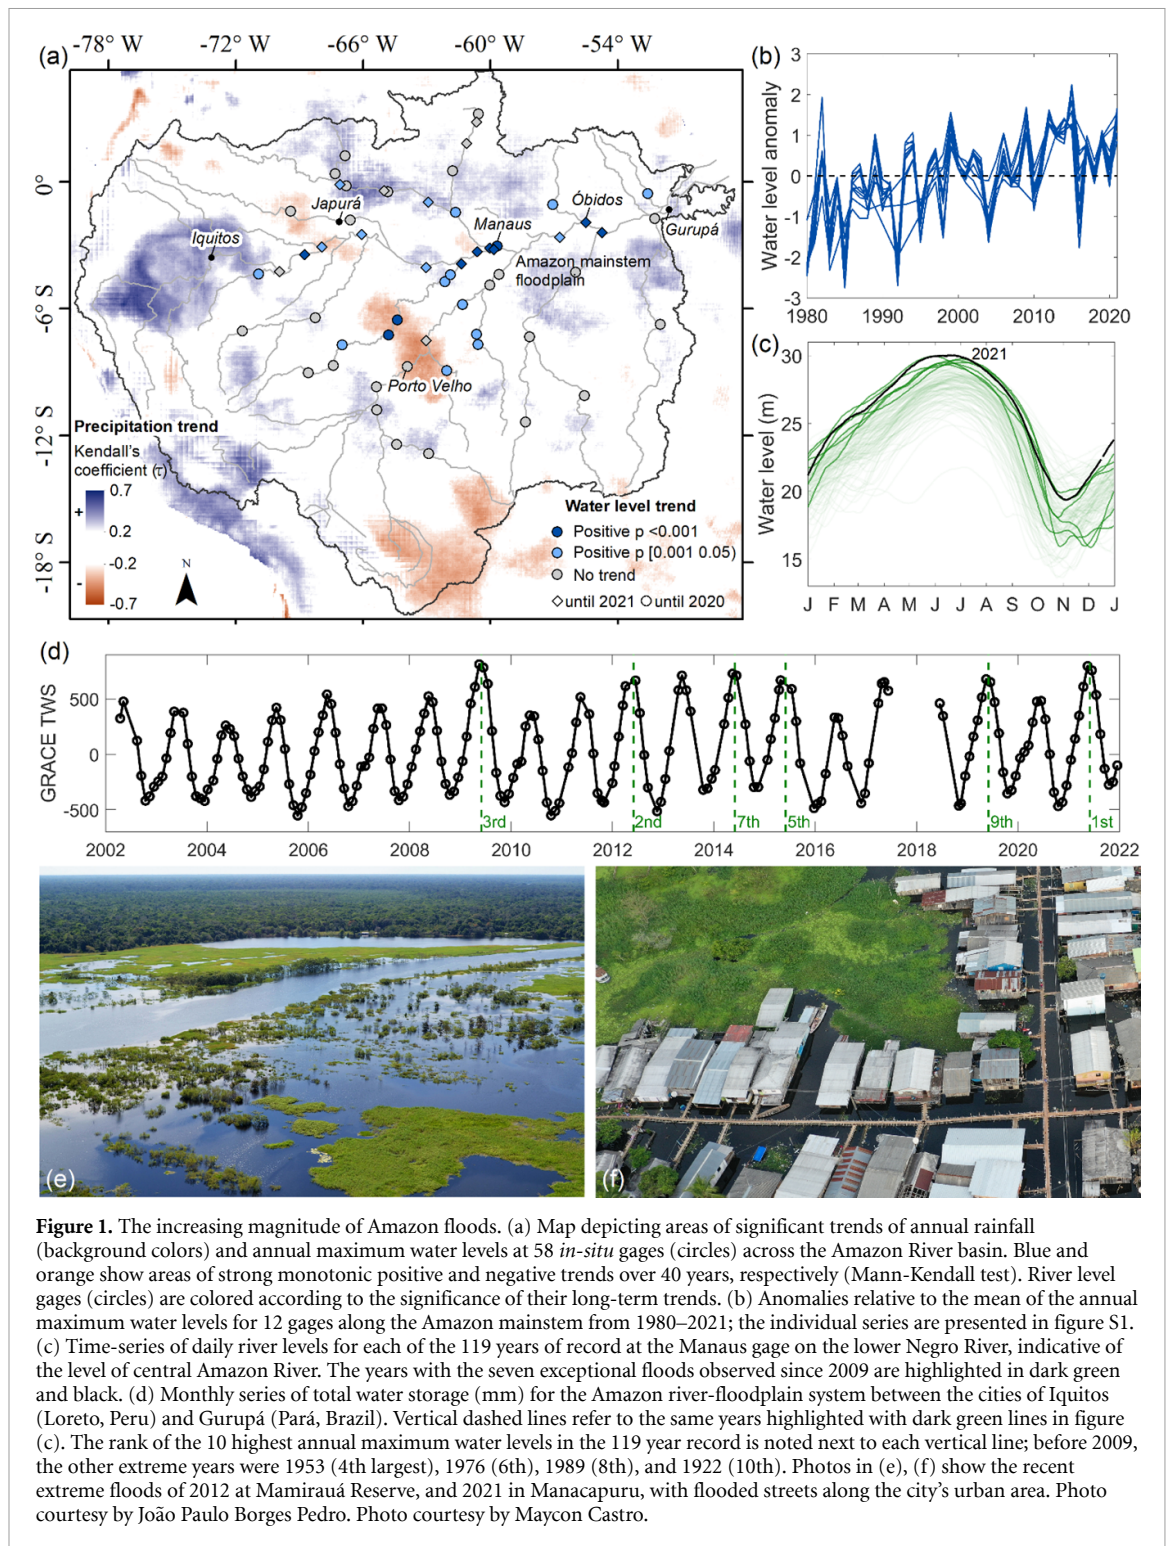 (a)
-78° W -72° W -66° W -60° W -54° W
0°
-6° S
-12° S
-18° S
Iquitos
Japurá
Manaus
Óbidos
Gurupá
Amazon mainstem
floodplain
Porto Velho
Precipitation trend
Kendall's
coefficient (τ)
+
0.7
0.2
-0.2
-
-0.7
N
Water level trend
Positive p <0.001
Positive p [0.001 0.05)
No trend
until 2021 until 2020
(b)
Water level anomaly
3
2
1
0
-1
-2
-3
1980 1990 2000 2010 2020
(c)
Water level (m)
30
25
20
15
2021
J F M A M J J A S O N D J
(d)
GRACE TWS
500
0
-500
3rd 2nd 7th 5th 9th 1st
2002 2004 2006 2008 2010 2012 2014 2016 2018 2020 2022
(e)
(f)
Figure 1. The increasing magnitude of Amazon floods. (a) Map depicting areas of significant trends of annual rainfall
(background colors) and annual maximum water levels at 58 in-situ gages (circles) across the Amazon River basin. Blue and
orange show areas of strong monotonic positive and negative trends over 40 years, respectively (Mann-Kendall test). River level
gages (circles) are colored according to the significance of their long-term trends. (b) Anomalies relative to the mean of the annual
maximum water levels for 12 gages along the Amazon mainstem from 1980–2021; the individual series are presented in figure S1.
(c) Time-series of daily river levels for each of the 119 years of record at the Manaus gage on the lower Negro River, indicative of
the level of central Amazon River. The years with the seven exceptional floods observed since 2009 are highlighted in dark green
and black. (d) Monthly series of total water storage (mm) for the Amazon river-floodplain system between the cities of Iquitos
(Loreto, Peru) and Gurupá (Pará, Brazil). Vertical dashed lines refer to the same years highlighted with dark green lines in figure
(c). The rank of the 10 highest annual maximum water levels in the 119 year record is noted next to each vertical line; before 2009,
the other extreme years were 1953 (4th largest), 1976 (6th), 1989 (8th), and 1922 (10th). Photos in (e), (f) show the recent
extreme floods of 2012 at Mamirauá Reserve, and 2021 in Manacapuru, with flooded streets along the city's urban area. Photo
courtesy by João Paulo Borges Pedro. Photo courtesy by Maycon Castro.